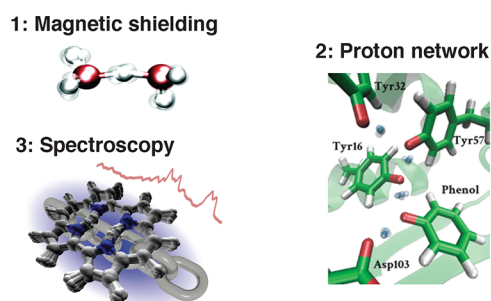 1: Magnetic shielding
2: Proton network
Tyr32
Tyr57
Tyr16
Phenol
Asp103
3: Spectroscopy